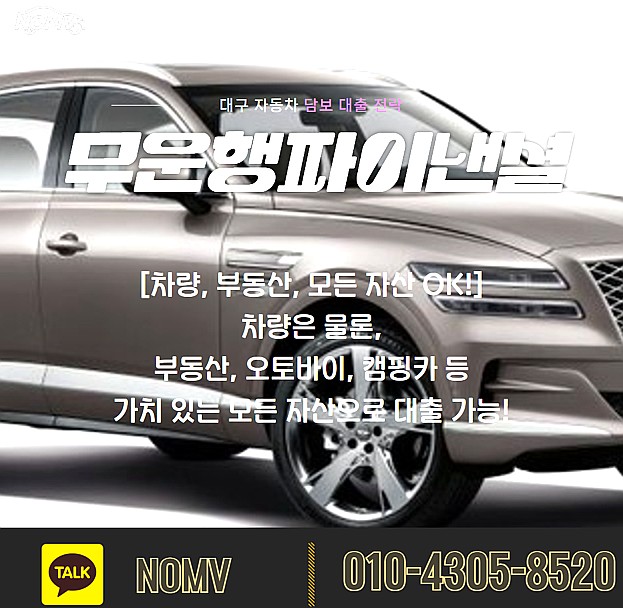 대구 자동차 담보 대출 전략
무운행파이낸셜
[차량, 부동산, 모든 자산 OK!]
차량은 물론,
부동산, 오토바이, 캠핑카 등
가치 있는 모든 자산으로 대출 가능!
TALK
NOMV
010-4305-8520